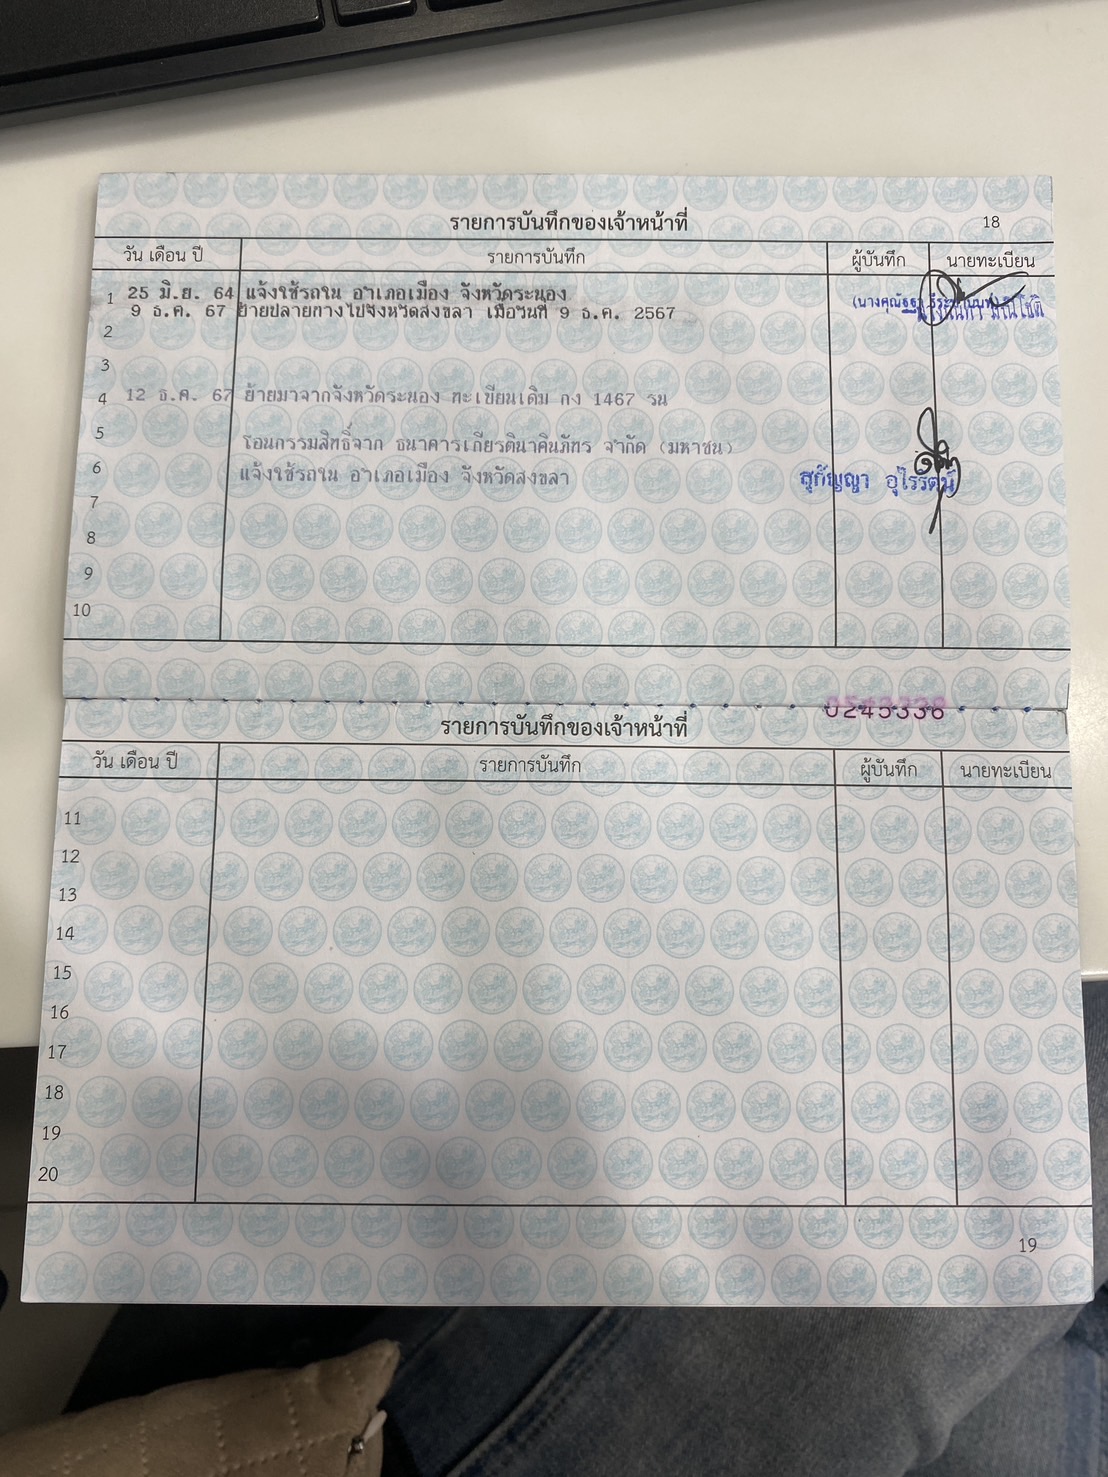 รายการบันทึกของเจ้าหน้าที่ 18
วัน เดือน ปี รายการบันทึก ผู้บันทึก นายทะเบียน
1 25 มิ.ย. 64 แจ้งใช้รถใน อำเภอเมือง จังหวัดระนอง
9 ธ.ค. 67 ย้ายปลายทางไปจังหวัดสงขลา เมื่อวันที่ 9 ธ.ค. 2567
2
3
4 12 ธ.ค. 67 ย้ายมาจากจังหวัดระนอง ทะเบียนเดิม กง 1467 รน
5 โอนกรรมสิทธิ์จาก ธนาคารเกียรตินาคินภัทร จำกัด (มหาชน)
6 แจ้งใช้รถใน อำเภอเมือง จังหวัดสงขลา สุกัญญา อุไรรัตน์
7
8
9
10
0245336
รายการบันทึกของเจ้าหน้าที่
วัน เดือน ปี รายการบันทึก ผู้บันทึก นายทะเบียน
11
12
13
14
15
16
17
18
19
20
19